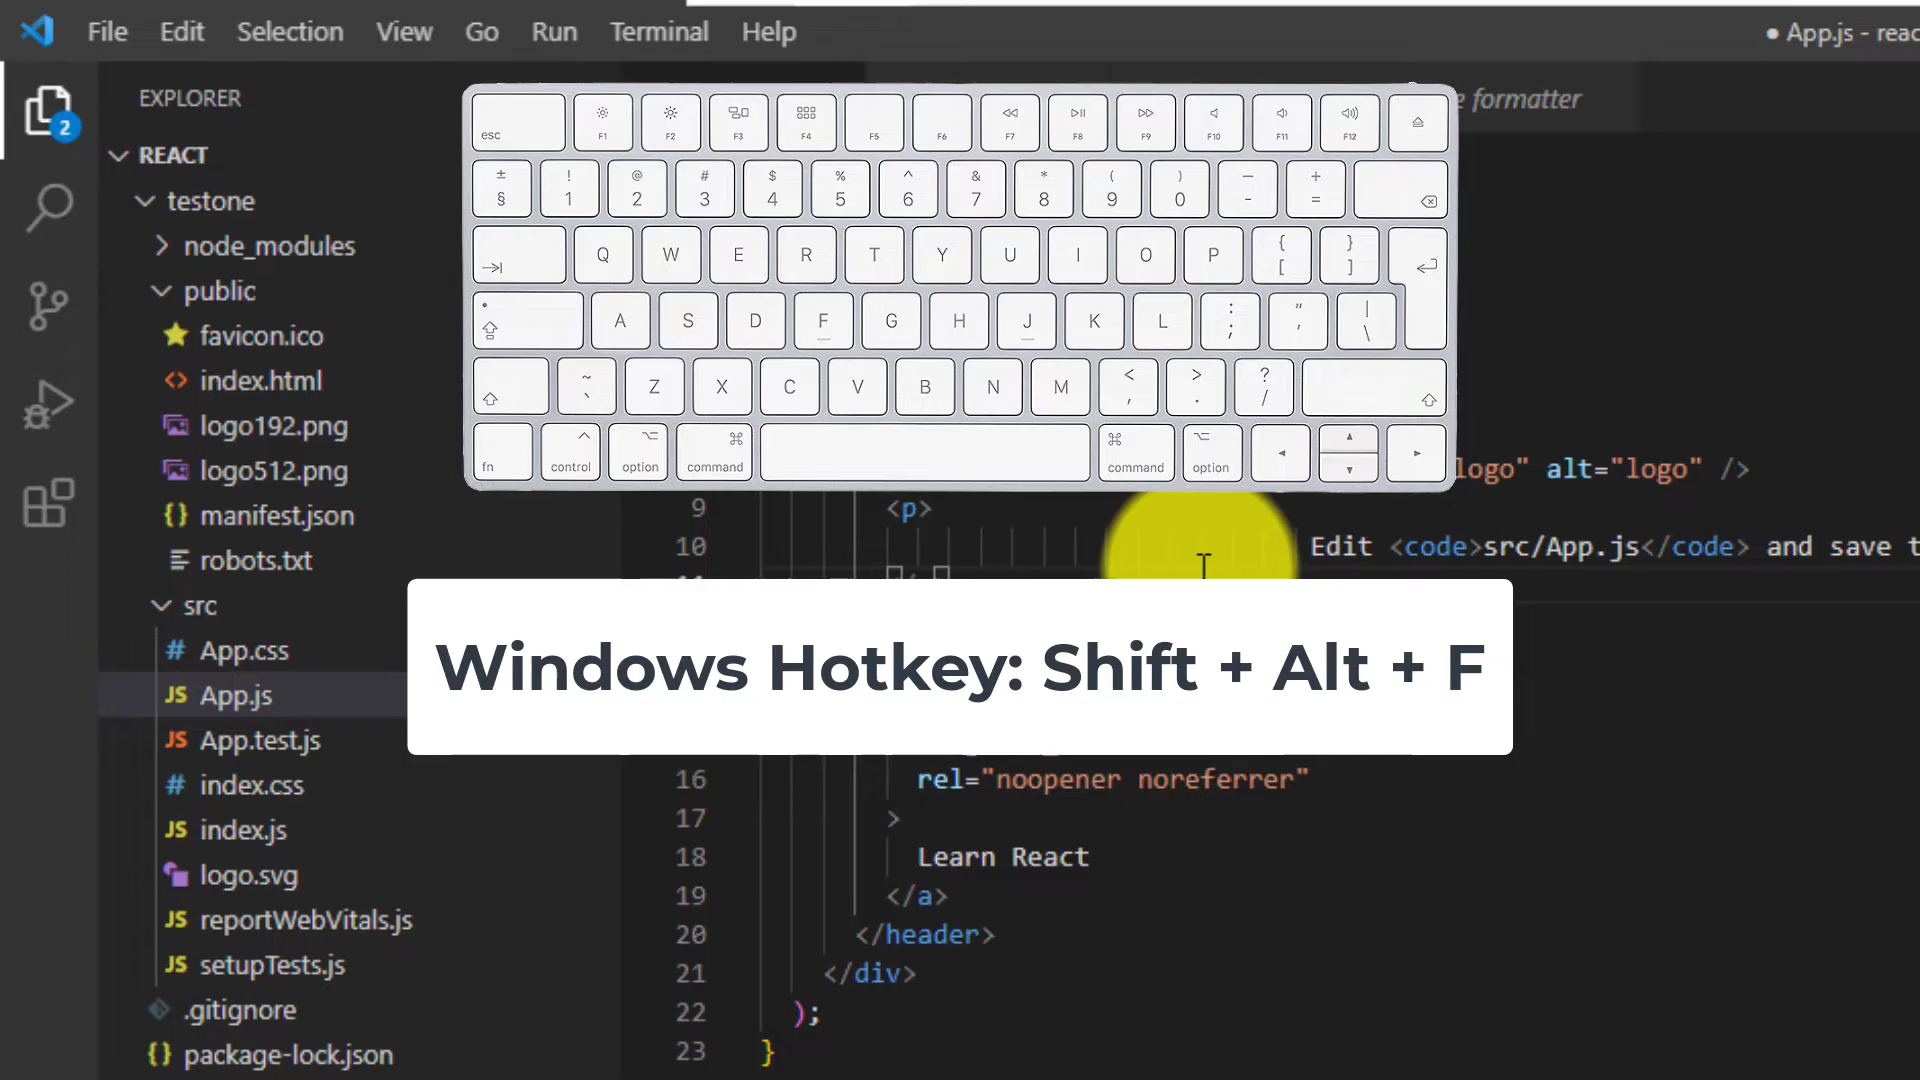 File Edit Selection View Go Run Terminal Help
● App.js - reac
EXPLORER
2
e formatter
REACT
testone
node_modules
public
favicon.ico
index.html
logo192.png
logo512.png
manifest.json
robots.txt
src
App.css
App.js
App.test.js
index.css
index.js
logo.svg
reportWebVitals.js
setupTests.js
.gitignore
package-lock.json
esc F1 F2 F3 F4 F5 F6 F7 F8 F9 F10 F11 F12
± ! @ # $ % ^ & * ( ) — +
§ 1 2 3 4 5 6 7 8 9 0 - =
Q W E R T Y U I O P { [ } ]
A S D F G H J K L : ; " ' | \
~ ` Z X C V B N M < , > . ? /
fn control option command command option
logo" alt="logo" />
9 <p>
10 Edit <code>src/App.js</code> and save t
Windows Hotkey: Shift + Alt + F
16 rel="noopener noreferrer"
17 >
18 Learn React
19 </a>
20 </header>
21 </div>
22 );
23 }